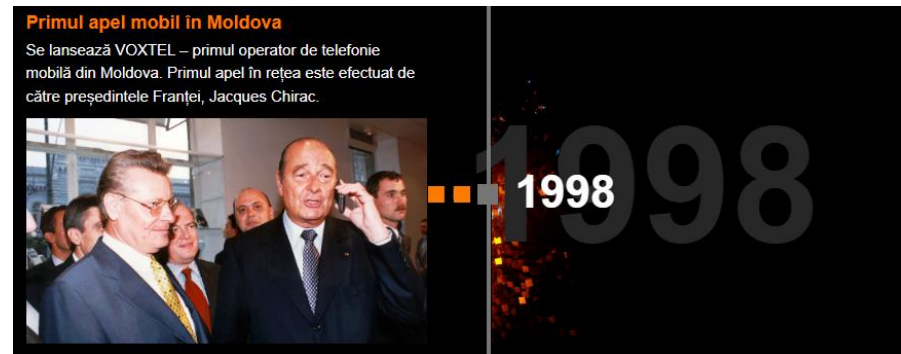 Primul apel mobil în Moldova
Se lansează VOXTEL – primul operator de telefonie
mobilă din Moldova. Primul apel în rețea este efectuat de
către președintele Franței, Jacques Chirac.
1998
1998